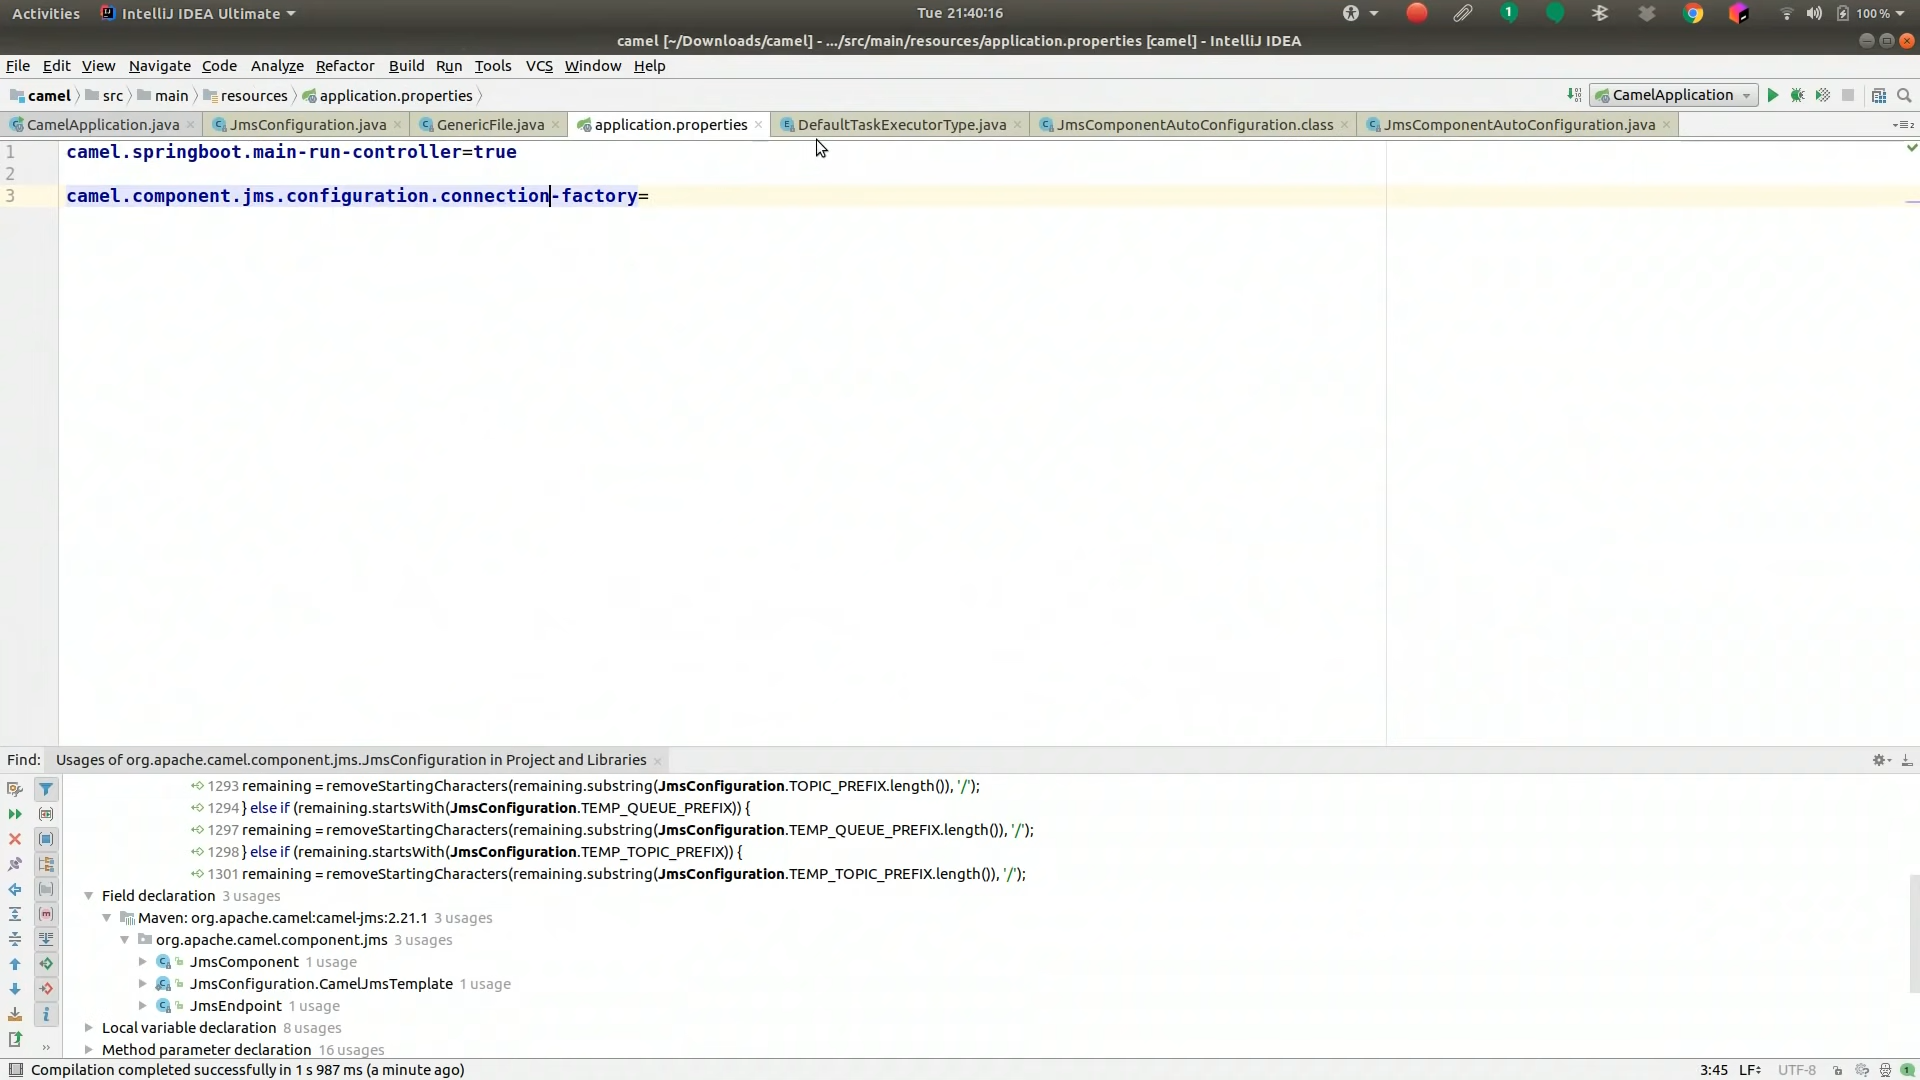 Activities IntelliJ IDEA Ultimate Tue 21:40:16 1 100 %
camel [~/Downloads/camel] - .../src/main/resources/application.properties [camel] - IntelliJ IDEA
File Edit View Navigate Code Analyze Refactor Build Run Tools VCS Window Help
camel src main resources application.properties CamelApplication
CamelApplication.java JmsConfiguration.java GenericFile.java application.properties DefaultTaskExecutorType.java JmsComponentAutoConfiguration.class JmsComponentAutoConfiguration.java
1 camel.springboot.main-run-controller=true
2
3 camel.component.jms.configuration.connection-factory=
Find: Usages of org.apache.camel.component.jms.JmsConfiguration in Project and Libraries
1293 remaining = removeStartingCharacters(remaining.substring(JmsConfiguration.TOPIC_PREFIX.length()), '/');
1294 } else if (remaining.startsWith(JmsConfiguration.TEMP_QUEUE_PREFIX)) {
1297 remaining = removeStartingCharacters(remaining.substring(JmsConfiguration.TEMP_QUEUE_PREFIX.length()), '/');
1298 } else if (remaining.startsWith(JmsConfiguration.TEMP_TOPIC_PREFIX)) {
1301 remaining = removeStartingCharacters(remaining.substring(JmsConfiguration.TEMP_TOPIC_PREFIX.length()), '/');
Field declaration 3 usages
Maven: org.apache.camel:camel-jms:2.21.1 3 usages
org.apache.camel.component.jms 3 usages
JmsComponent 1 usage
JmsConfiguration.CamelJmsTemplate 1 usage
JmsEndpoint 1 usage
Local variable declaration 8 usages
Method parameter declaration 16 usages
Compilation completed successfully in 1 s 987 ms (a minute ago) 3:45 LF UTF-8 1